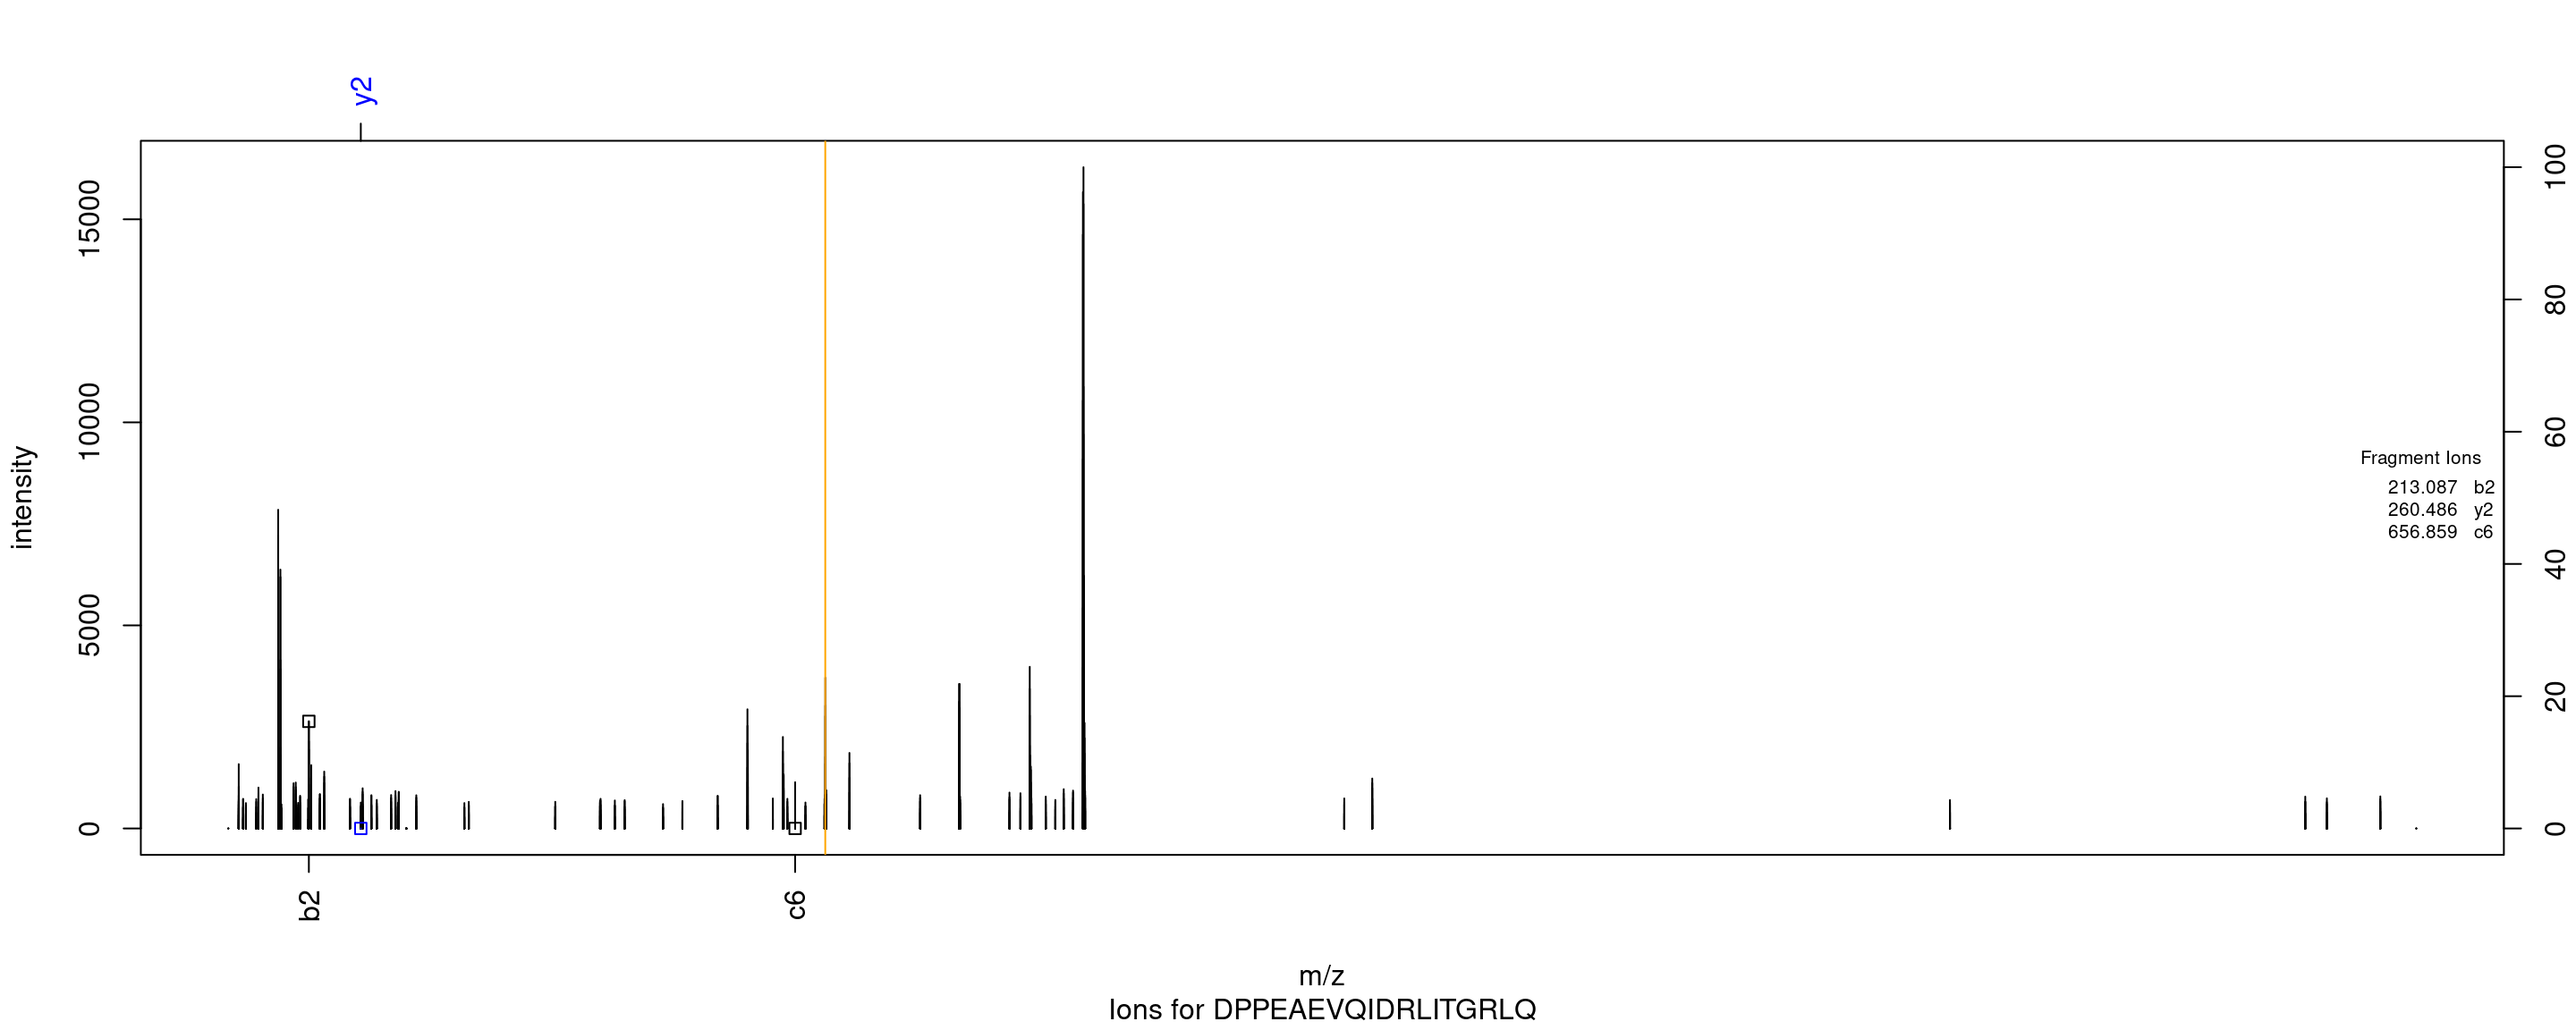 y2
15000
10000
5000
0
intensity
100
80
60
40
20
0
Fragment Ions
213.087 b2
260.486 y2
656.859 c6
b2
c6
m/z
Ions for DPPEAEVQIDRLITGRLQ